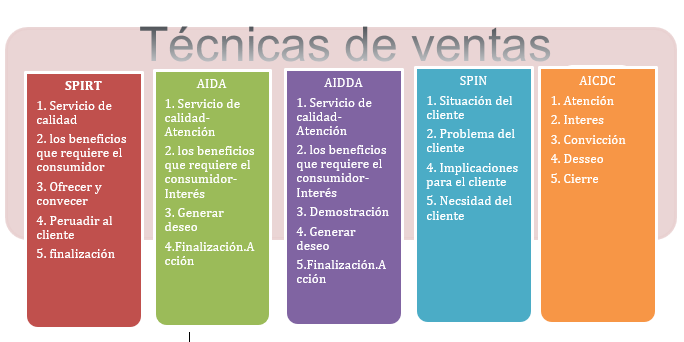 Técnicas de ventas
SPIRT
1. Servicio de
calidad
2. los beneficios
que requiere el
consumidor
3. Ofrecer y
convecer
4. Peruadir al
cliente
5. finalización
AIDA
1. Servicio de
calidad-
Atención
2. los beneficios
que requiere el
consumidor-
Interés
3. Generar
deseo
4.Finalización.A
cción
AIDDA
1. Servicio de
calidad-
Atención
2. los beneficios
que requiere el
consumidor-
Interés
3. Demostración
4. Generar
deseo
5.Finalización.A
cción
SPIN
1. Situación del
cliente
2. Problema del
cliente
4. Implicaciones
para el cliente
5. Necsidad del
cliente
AICDC
1. Atención
2. Interes
3. Convicción
4. Desseo
5. Cierre